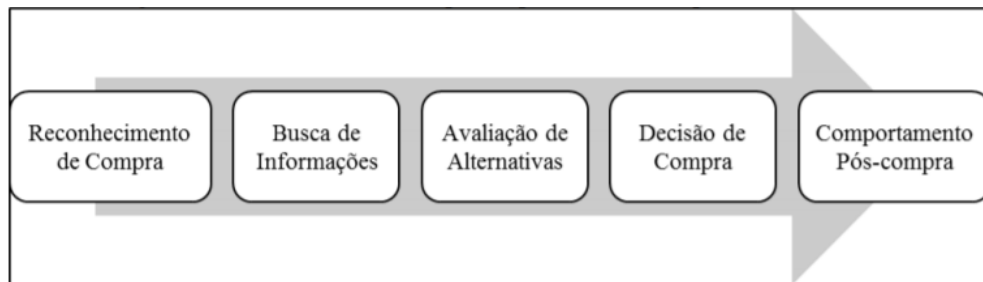 Reconhecimento
de Compra
Busca de
Informações
Avaliação de
Alternativas
Decisão de
Compra
Comportamento
Pós-compra